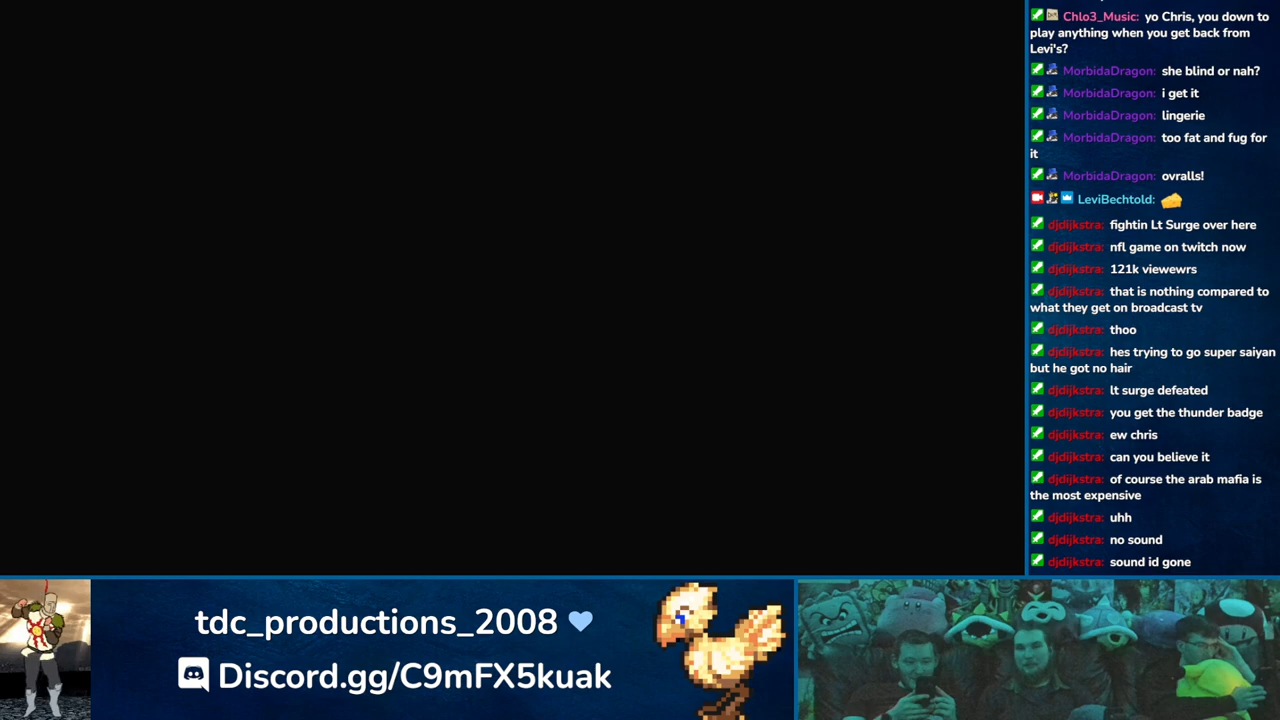 Chlo3_Music: yo Chris, you down to
play anything when you get back from
Levi's?
MorbidaDragon: she blind or nah?
MorbidaDragon: i get it
MorbidaDragon: lingerie
MorbidaDragon: too fat and fug for
it
MorbidaDragon: ovralls!
LeviBechtold:
djdijkstra: fightin Lt Surge over here
djdijkstra: nfl game on twitch now
djdijkstra: 121k viewewrs
djdijkstra: that is nothing compared to
what they get on broadcast tv
djdijkstra: thoo
djdijkstra: hes trying to go super saiyan
but he got no hair
djdijkstra: lt surge defeated
djdijkstra: you get the thunder badge
djdijkstra: ew chris
djdijkstra: can you believe it
djdijkstra: of course the arab mafia is
the most expensive
djdijkstra: uhh
djdijkstra: no sound
djdijkstra: sound id gone
tdc_productions_2008
Discord.gg/C9mFX5kuak